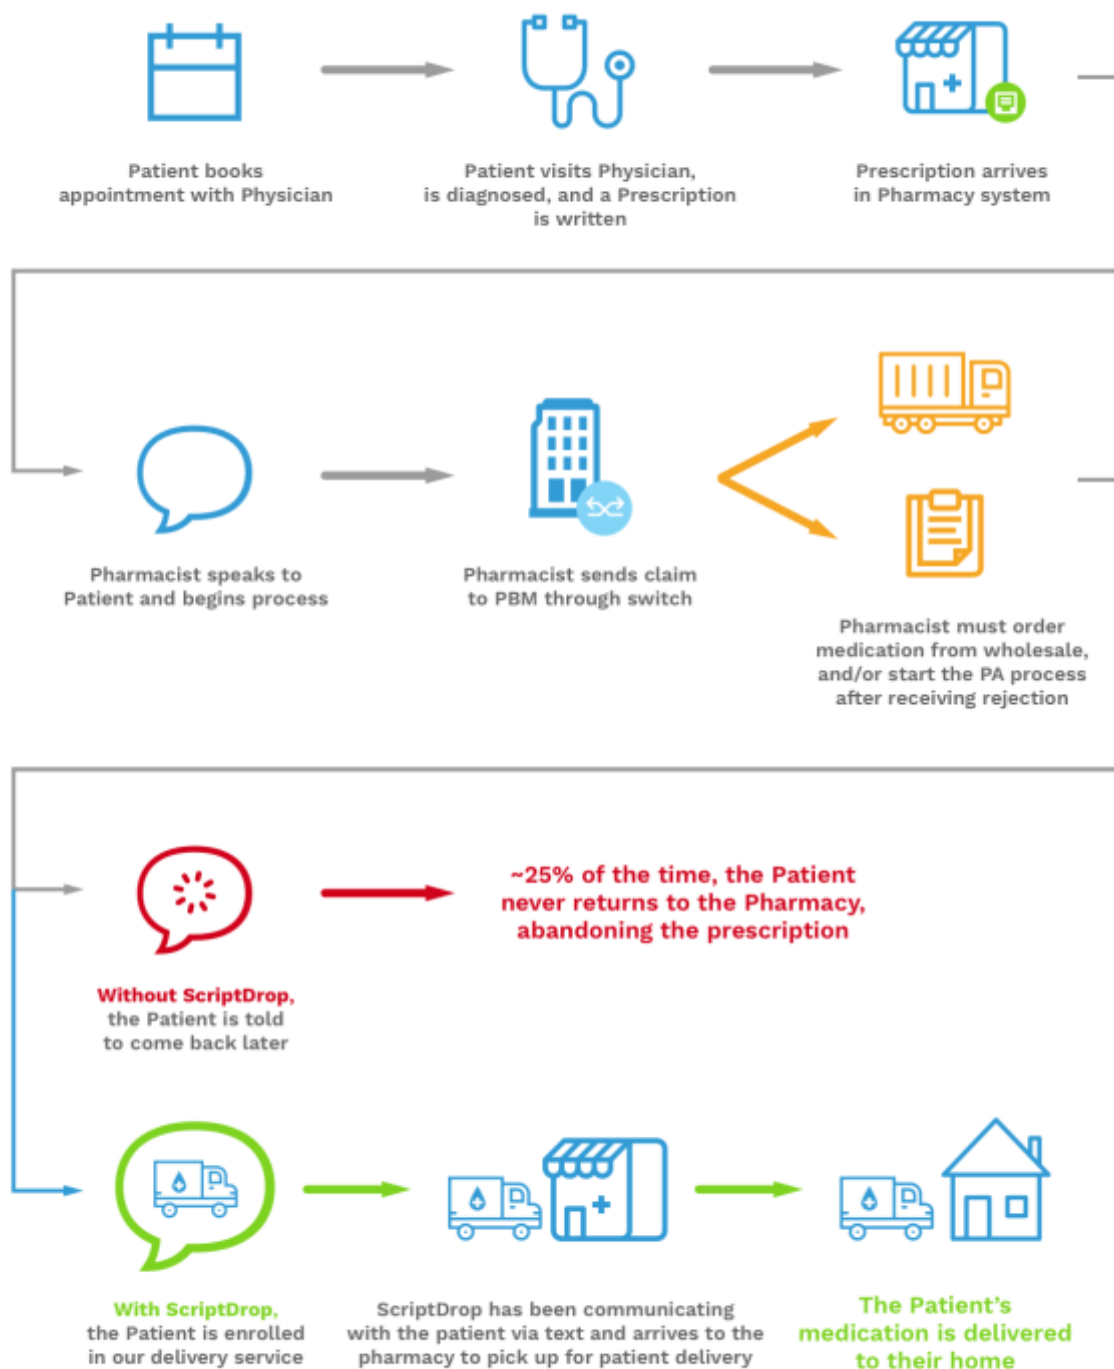 Patient books
appointment with Physician
Patient visits Physician,
is diagnosed, and a Prescription
is written
Prescription arrives
in Pharmacy system
Pharmacist speaks to
Patient and begins process
Pharmacist sends claim
to PBM through switch
Pharmacist must order
medication from wholesale,
and/or start the PA process
after receiving rejection
~25% of the time, the Patient
never returns to the Pharmacy,
abandoning the prescription
Without ScriptDrop,
the Patient is told
to come back later
With ScriptDrop,
the Patient is enrolled
in our delivery service
ScriptDrop has been communicating
with the patient via text and arrives to the
pharmacy to pick up for patient delivery
The Patient's
medication is delivered
to their home